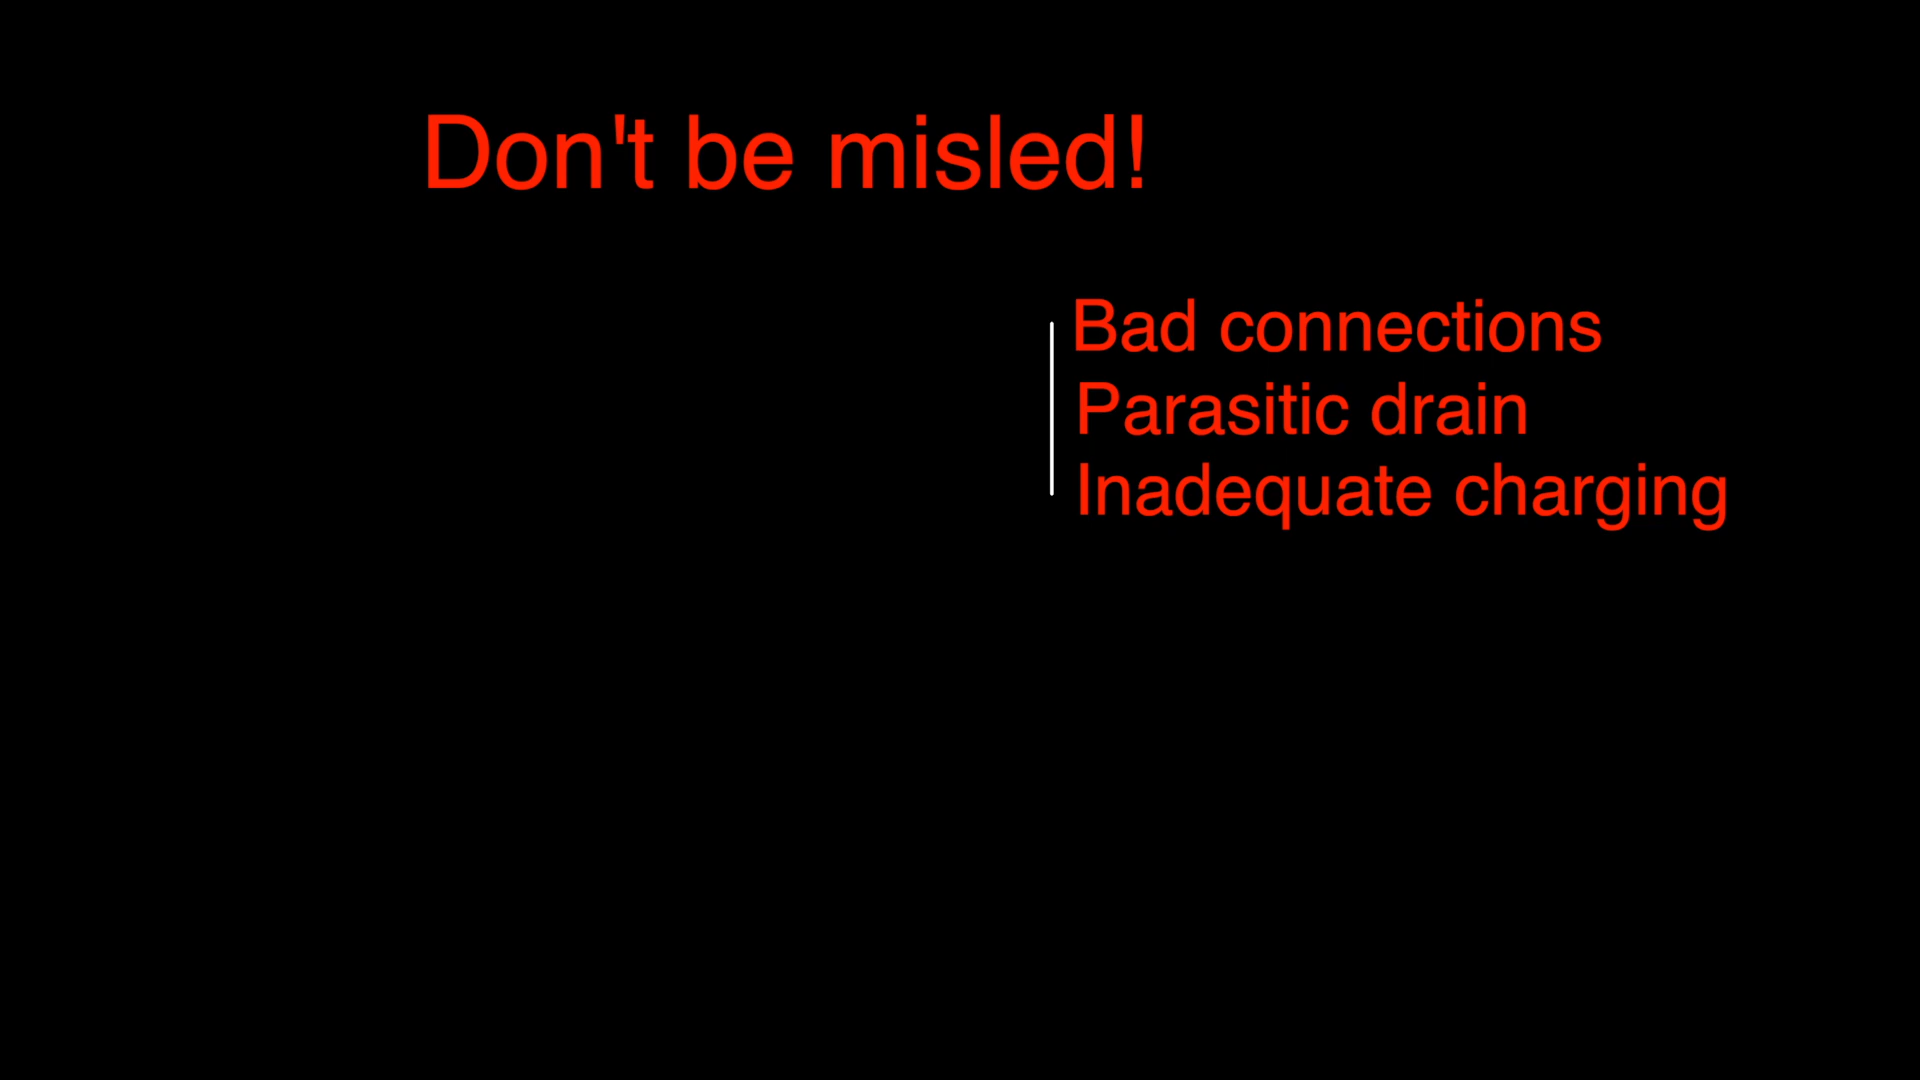 Don't be misled!
Bad connections
Parasitic drain
Inadequate charging